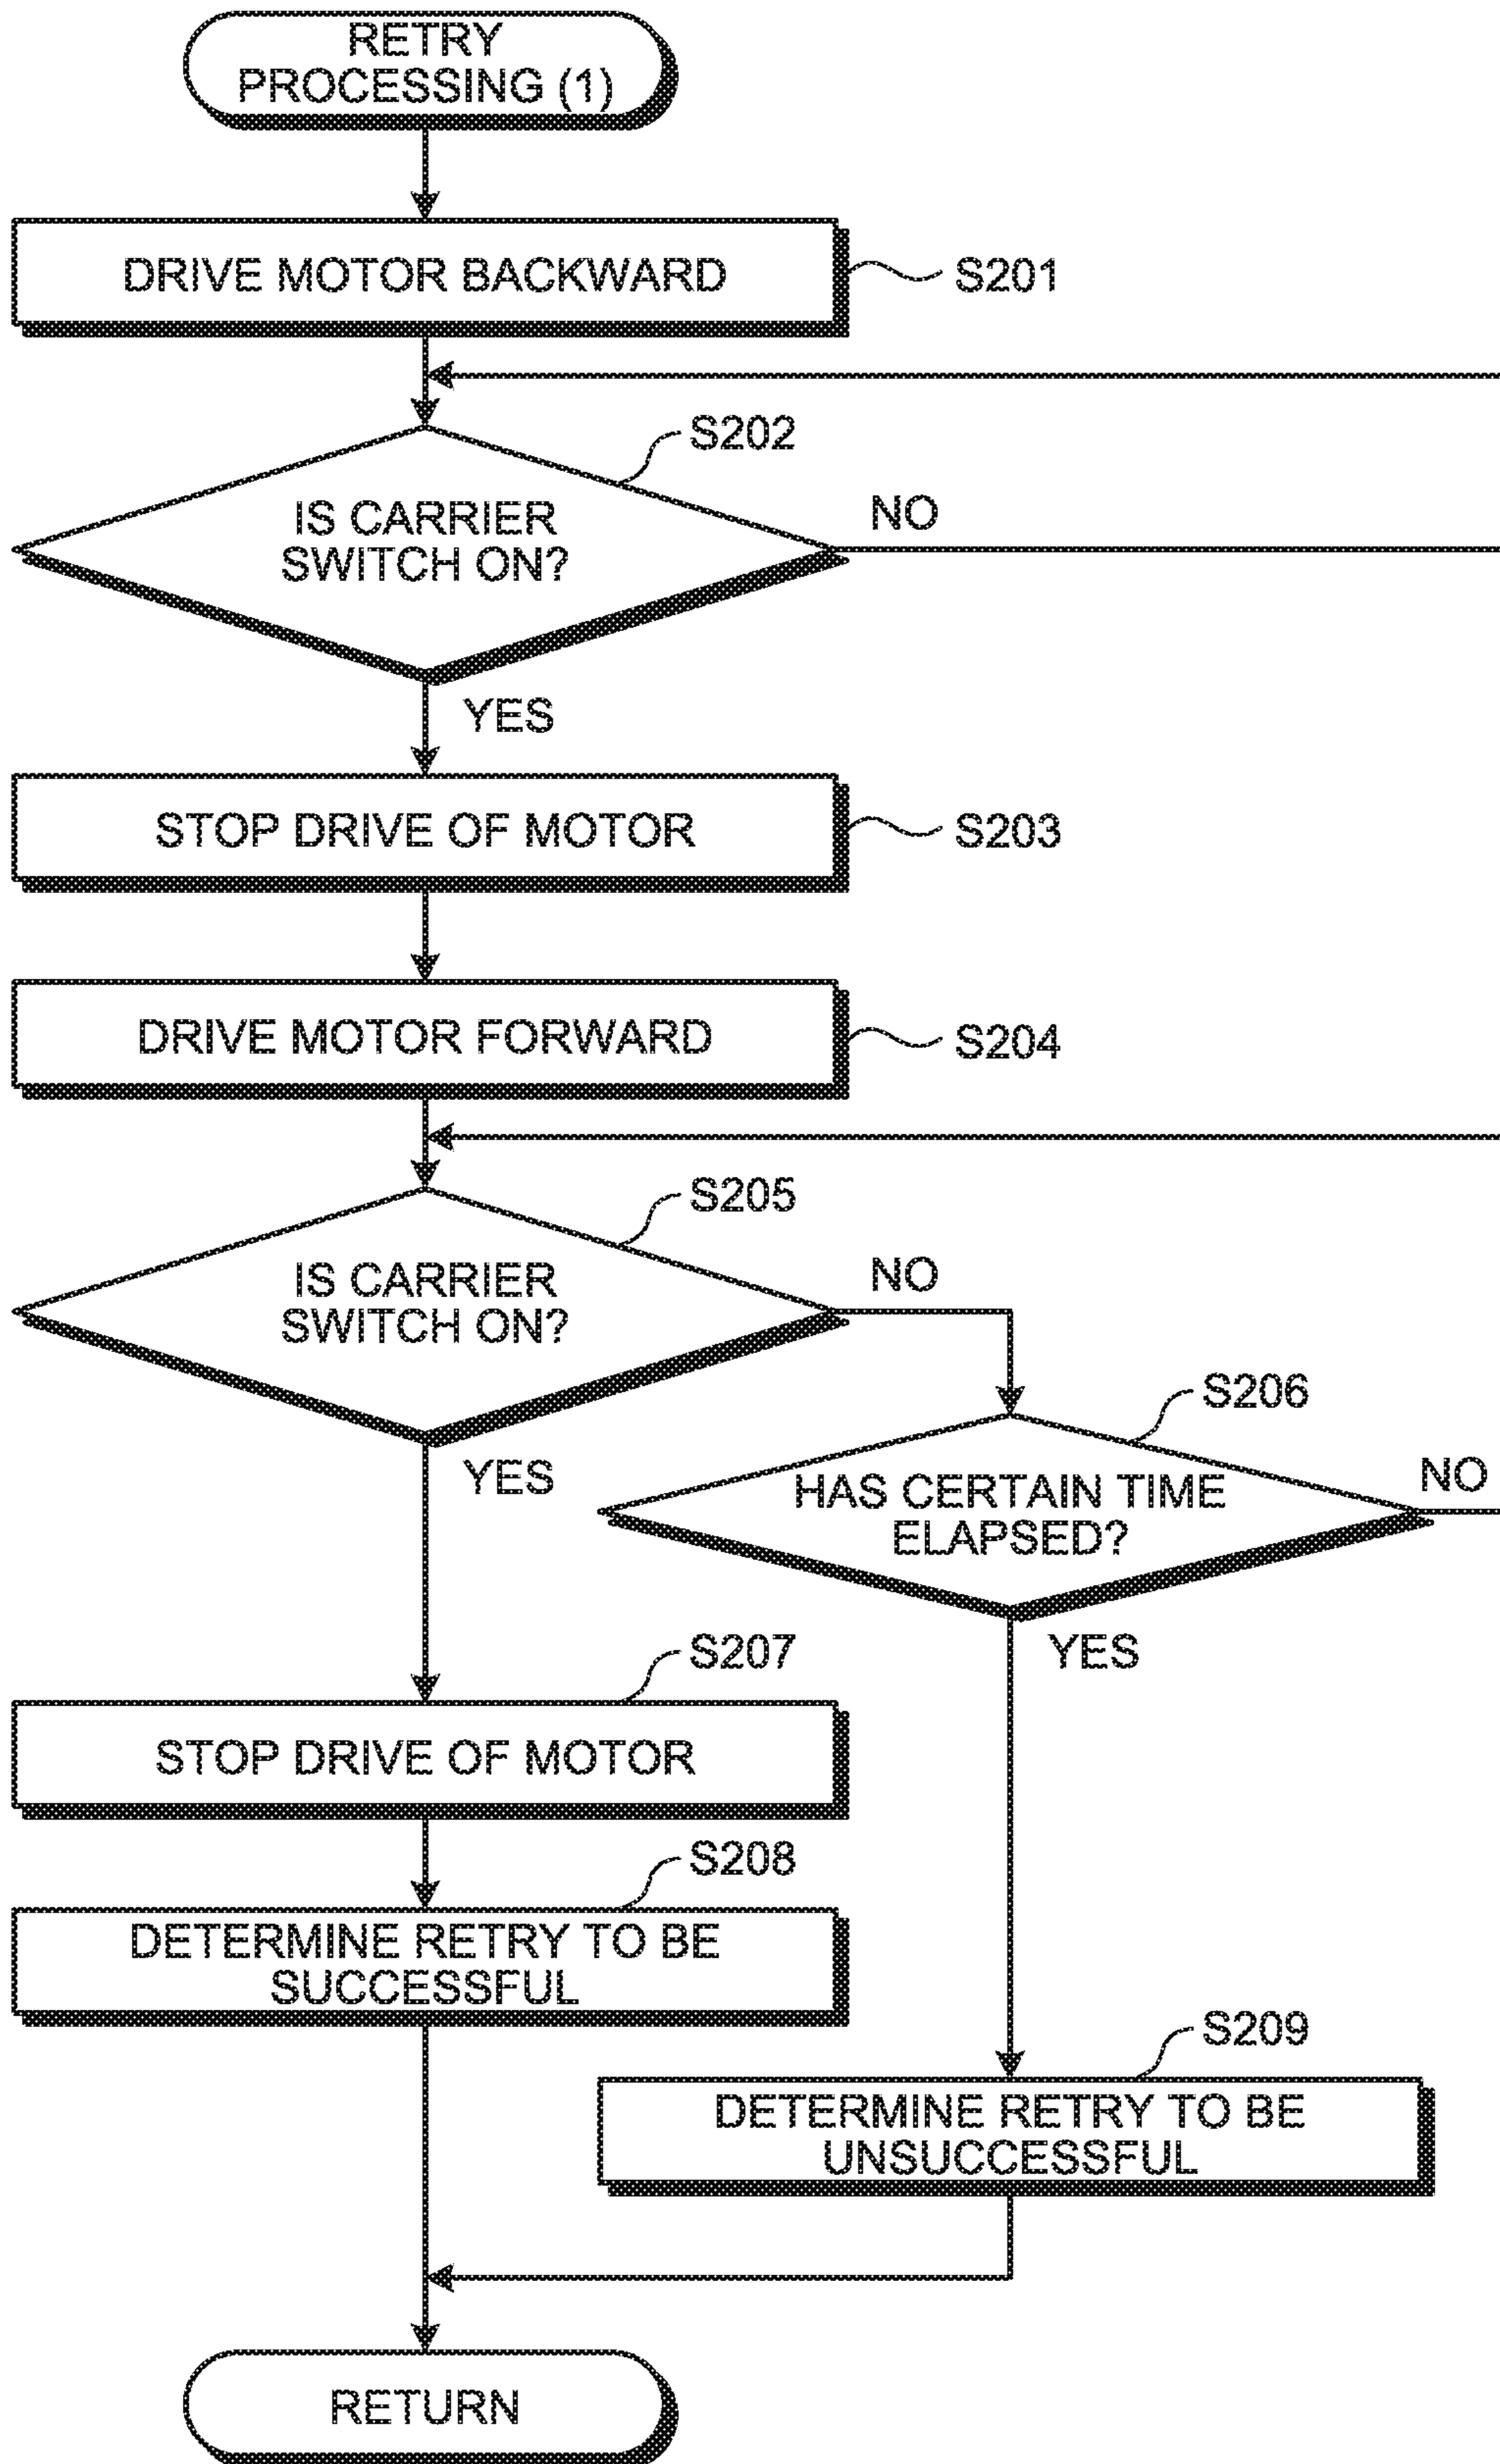 RETRY
PROCESSING (1)
DRIVE MOTOR BACKWARD
S201
S202
IS CARRIER
SWITCH ON?
NO
YES
STOP DRIVE OF MOTOR
S203
DRIVE MOTOR FORWARD
S204
S205
IS CARRIER
SWITCH ON?
NO
YES
S206
HAS CERTAIN TIME
ELAPSED?
NO
YES
S207
STOP DRIVE OF MOTOR
S208
DETERMINE RETRY TO BE
SUCCESSFUL
S209
DETERMINE RETRY TO BE
UNSUCCESSFUL
RETURN